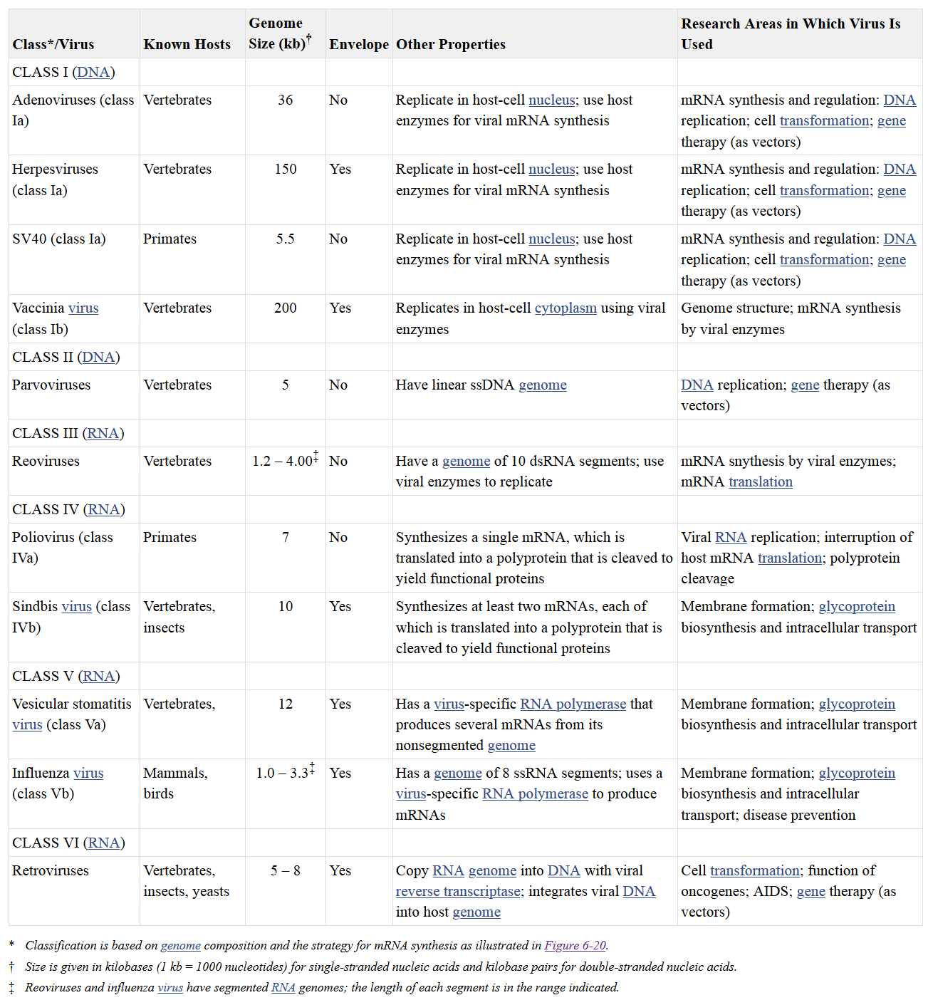 Class*/Virus Known Hosts Genome Size (kb)† Envelope Other Properties Research Areas in Which Virus Is Used
CLASS I (DNA)
Adenoviruses (class Ia) Vertebrates 36 No Replicate in host-cell nucleus; use host enzymes for viral mRNA synthesis mRNA synthesis and regulation: DNA replication; cell transformation; gene therapy (as vectors)
Herpesviruses (class Ia) Vertebrates 150 Yes Replicate in host-cell nucleus; use host enzymes for viral mRNA synthesis mRNA synthesis and regulation: DNA replication; cell transformation; gene therapy (as vectors)
SV40 (class Ia) Primates 5.5 No Replicate in host-cell nucleus; use host enzymes for viral mRNA synthesis mRNA synthesis and regulation: DNA replication; cell transformation; gene therapy (as vectors)
Vaccinia virus (class Ib) Vertebrates 200 Yes Replicates in host-cell cytoplasm using viral enzymes Genome structure; mRNA synthesis by viral enzymes
CLASS II (DNA)
Parvoviruses Vertebrates 5 No Have linear ssDNA genome DNA replication; gene therapy (as vectors)
CLASS III (RNA)
Reoviruses Vertebrates 1.2 – 4.00‡ No Have a genome of 10 dsRNA segments; use viral enzymes to replicate mRNA snythesis by viral enzymes; mRNA translation
CLASS IV (RNA)
Poliovirus (class IVa) Primates 7 No Synthesizes a single mRNA, which is translated into a polyprotein that is cleaved to yield functional proteins Viral RNA replication; interruption of host mRNA translation; polyprotein cleavage
Sindbis virus (class IVb) Vertebrates, insects 10 Yes Synthesizes at least two mRNAs, each of which is translated into a polyprotein that is cleaved to yield functional proteins Membrane formation; glycoprotein biosynthesis and intracellular transport
CLASS V (RNA)
Vesicular stomatitis virus (class Va) Vertebrates, 12 Yes Has a virus-specific RNA polymerase that produces several mRNAs from its nonsegmented genome Membrane formation; glycoprotein biosynthesis and intracellular transport
Influenza virus (class Vb) Mammals, birds 1.0 – 3.3‡ Yes Has a genome of 8 ssRNA segments; uses a virus-specific RNA polymerase to produce mRNAs Membrane formation; glycoprotein biosynthesis and intracellular transport; disease prevention
CLASS VI (RNA)
Retroviruses Vertebrates, insects, yeasts 5 – 8 Yes Copy RNA genome into DNA with viral reverse transcriptase; integrates viral DNA into host genome Cell transformation; function of oncogenes; AIDS; gene therapy (as vectors)
* Classification is based on genome composition and the strategy for mRNA synthesis as illustrated in Figure 6-20.
† Size is given in kilobases (1 kb = 1000 nucleotides) for single-stranded nucleic acids and kilobase pairs for double-stranded nucleic acids.
‡ Reoviruses and influenza virus have segmented RNA genomes; the length of each segment is in the range indicated.